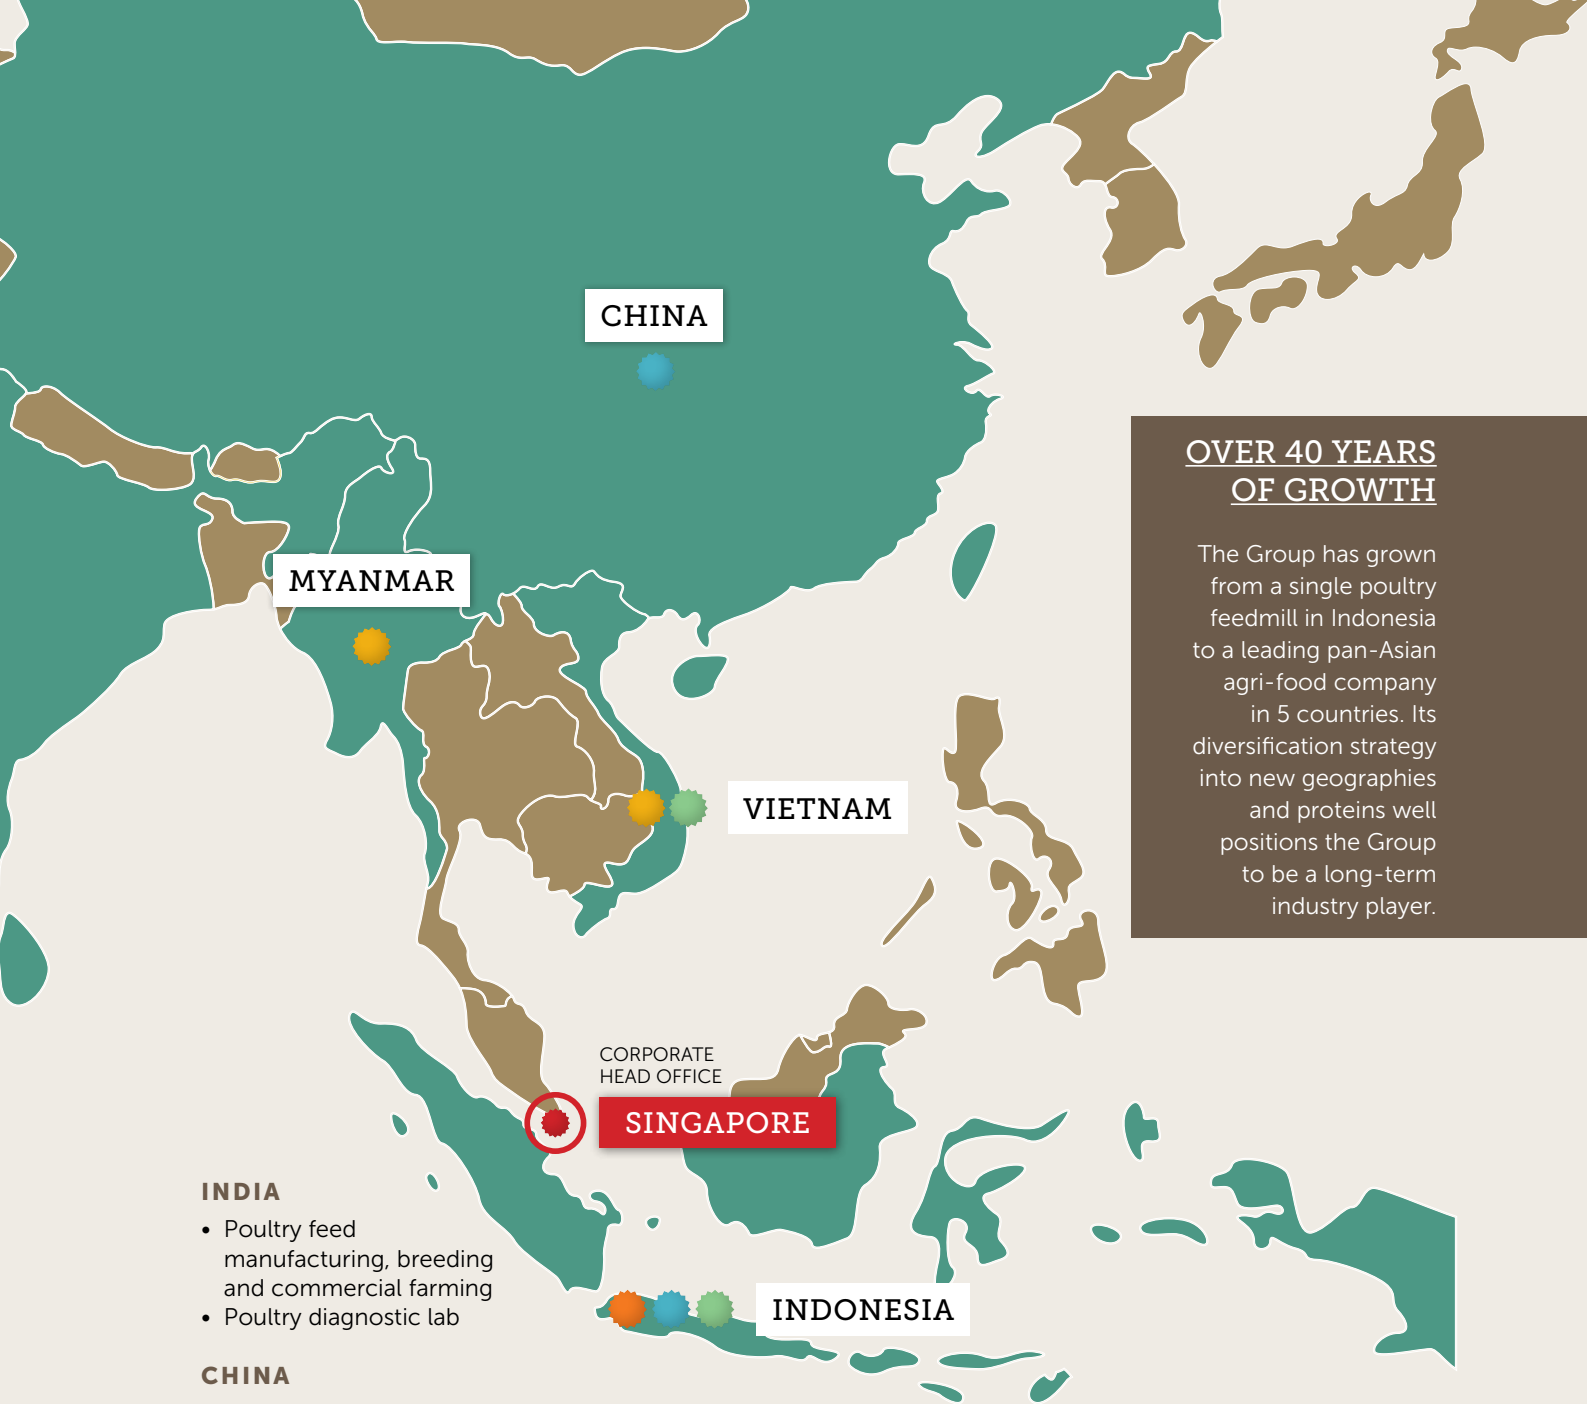 CHINA
MYANMAR
VIETNAM
CORPORATE
HEAD OFFICE
SINGAPORE
INDONESIA
OVER 40 YEARS
OF GROWTH
The Group has grown
from a single poultry
feedmill in Indonesia
to a leading pan-Asian
agri-food company
in 5 countries. Its
diversification strategy
into new geographies
and proteins well
positions the Group
to be a long-term
industry player.
INDIA
• Poultry feed
manufacturing, breeding
and commercial farming
• Poultry diagnostic lab
CHINA